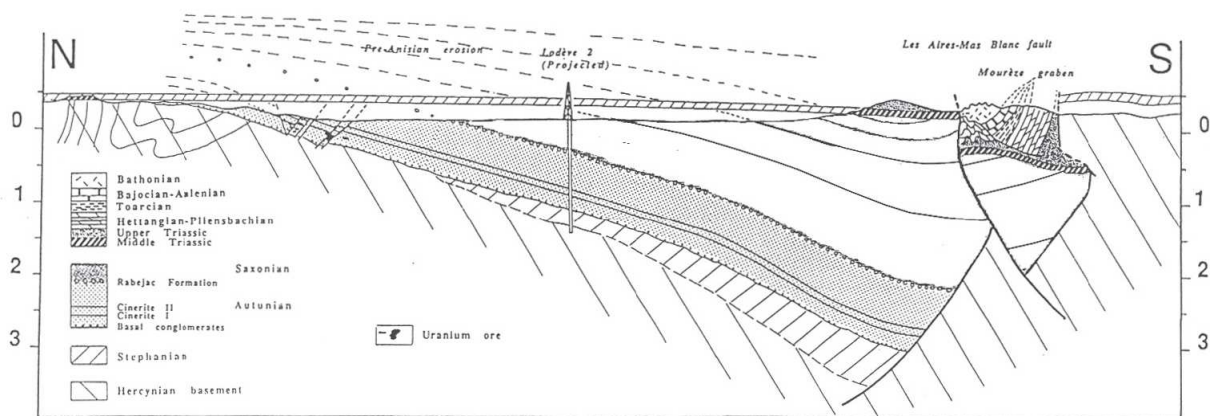 N
S
Pre-Anisian erosion
Lodève 2
(Projected)
Les Aires-Mas Blanc fault
Mourèze graben
0
1
2
3
0
1
2
3
Bathonian
Bajocian-Aalenian
Toarcian
Hettangian-Pliensbachian
Upper Triassic
Middle Triassic
Saxonian
Rabejac Formation
Cinerite II
Autunian
Cinerite I
Basal conglomerates
Stephanian
Hercynian basement
Uranium ore